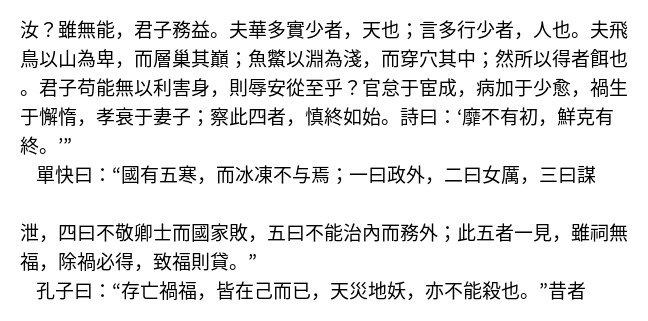 汝？雖無能，君子務益。夫華多實少者，天也；言多行少者，人也。夫飛
鳥以山為卑，而層巢其巔；魚鱉以淵為淺，而穿穴其中；然所以得者餌也
。君子苟能無以利害身，則辱安從至乎？官怠于宦成，病加于少愈，禍生
于懈惰，孝衰于妻子；察此四者，慎終如始。詩曰：‘靡不有初，鮮克有
終。’”
單快曰：“國有五寒，而冰凍不与焉；一曰政外，二曰女厲，三曰謀
泄，四曰不敬卿士而國家敗，五曰不能治內而務外；此五者一見，雖祠無
福，除禍必得，致福則貸。”
孔子曰：“存亡禍福，皆在己而已，天災地妖，亦不能殺也。”昔者